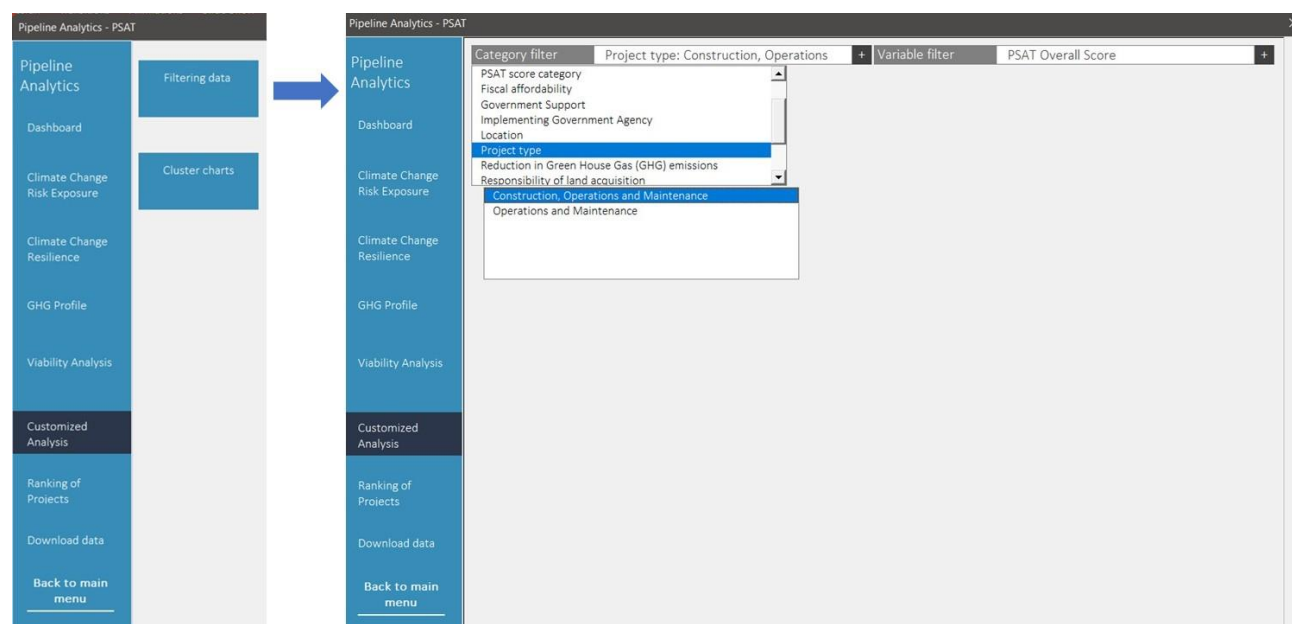 Pipeline Analytics - PSAT
Pipeline
Analytics
Dashboard
Climate Change
Risk Exposure
Climate Change
Resilience
GHG Profile
Viability Analysis
Customized
Analysis
Ranking of
Projects
Download data
Back to main
menu
Filtering data
Cluster charts
Pipeline Analytics - PSAT
Pipeline
Analytics
Dashboard
Climate Change
Risk Exposure
Climate Change
Resilience
GHG Profile
Viability Analysis
Customized
Analysis
Ranking of
Projects
Download data
Back to main
menu
Category filter Project type: Construction, Operations + Variable filter PSAT Overall Score +
PSAT score category
Fiscal affordability
Government Support
Implementing Government Agency
Location
Project type
Reduction in Green House Gas (GHG) emissions
Responsibility of land acquisition
Construction, Operations and Maintenance
Operations and Maintenance